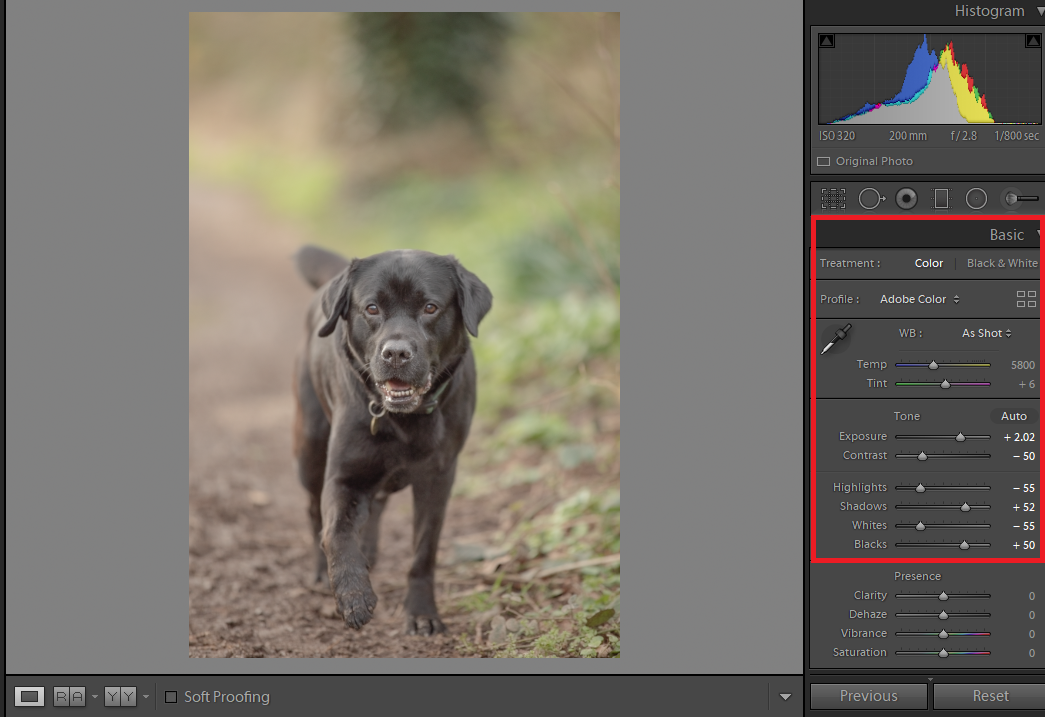 Histogram
ISO 320 200 mm f / 2.8 1/800 sec
Original Photo
Basic
Treatment : Color Black & White
Profile : Adobe Color
WB : As Shot
Temp 5800
Tint + 6
Tone Auto
Exposure + 2.02
Contrast – 50
Highlights – 55
Shadows + 52
Whites – 55
Blacks + 50
Presence
Clarity 0
Dehaze 0
Vibrance 0
Saturation 0
R A Y Y Soft Proofing
Previous Reset